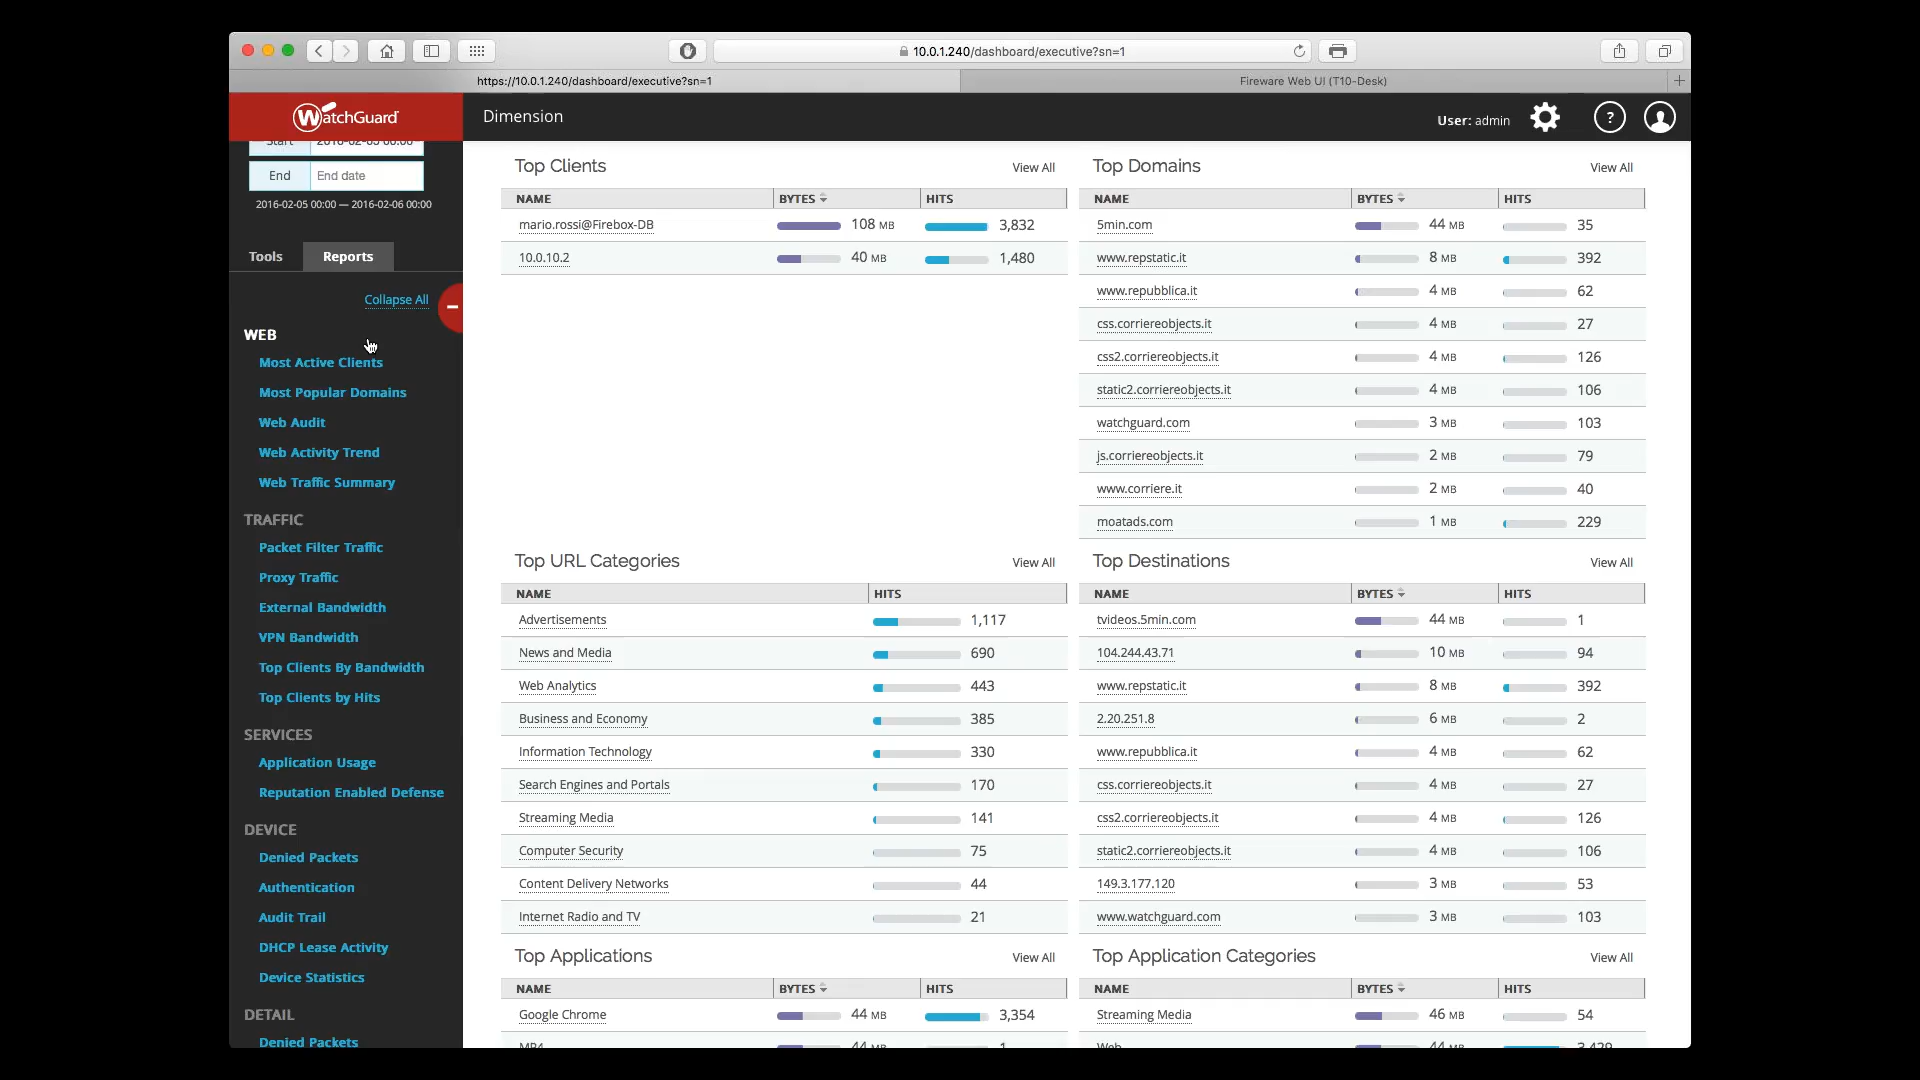 10.0.1.240/dashboard/executive?sn=1
https://10.0.1.240/dashboard/executive?sn=1
Fireware Web UI (T10-Desk)
WatchGuard
Dimension
User: admin
?
Start 2016-02-05 00:00
End End date
2016-02-05 00:00 — 2016-02-06 00:00
Tools Reports
Collapse All
WEB
Most Active Clients
Most Popular Domains
Web Audit
Web Activity Trend
Web Traffic Summary
TRAFFIC
Packet Filter Traffic
Proxy Traffic
External Bandwidth
VPN Bandwidth
Top Clients By Bandwidth
Top Clients by Hits
SERVICES
Application Usage
Reputation Enabled Defense
DEVICE
Denied Packets
Authentication
Audit Trail
DHCP Lease Activity
Device Statistics
DETAIL
Denied Packets
Top Clients View All
NAME BYTES HITS
mario.rossi@Firebox-DB 108 MB 3,832
10.0.10.2 40 MB 1,480
Top Domains View All
NAME BYTES HITS
5min.com 44 MB 35
www.repstatic.it 8 MB 392
www.repubblica.it 4 MB 62
css.corriereobjects.it 4 MB 27
css2.corriereobjects.it 4 MB 126
static2.corriereobjects.it 4 MB 106
watchguard.com 3 MB 103
js.corriereobjects.it 2 MB 79
www.corriere.it 2 MB 40
moatads.com 1 MB 229
Top URL Categories View All
NAME HITS
Advertisements 1,117
News and Media 690
Web Analytics 443
Business and Economy 385
Information Technology 330
Search Engines and Portals 170
Streaming Media 141
Computer Security 75
Content Delivery Networks 44
Internet Radio and TV 21
Top Destinations View All
NAME BYTES HITS
tvideos.5min.com 44 MB 1
104.244.43.71 10 MB 94
www.repstatic.it 8 MB 392
2.20.251.8 6 MB 2
www.repubblica.it 4 MB 62
css.corriereobjects.it 4 MB 27
css2.corriereobjects.it 4 MB 126
static2.corriereobjects.it 4 MB 106
149.3.177.120 3 MB 53
www.watchguard.com 3 MB 103
Top Applications View All
NAME BYTES HITS
Google Chrome 44 MB 3,354
MP4 44 MB 1
Top Application Categories View All
NAME BYTES HITS
Streaming Media 46 MB 54
Web 44 MB 3,429